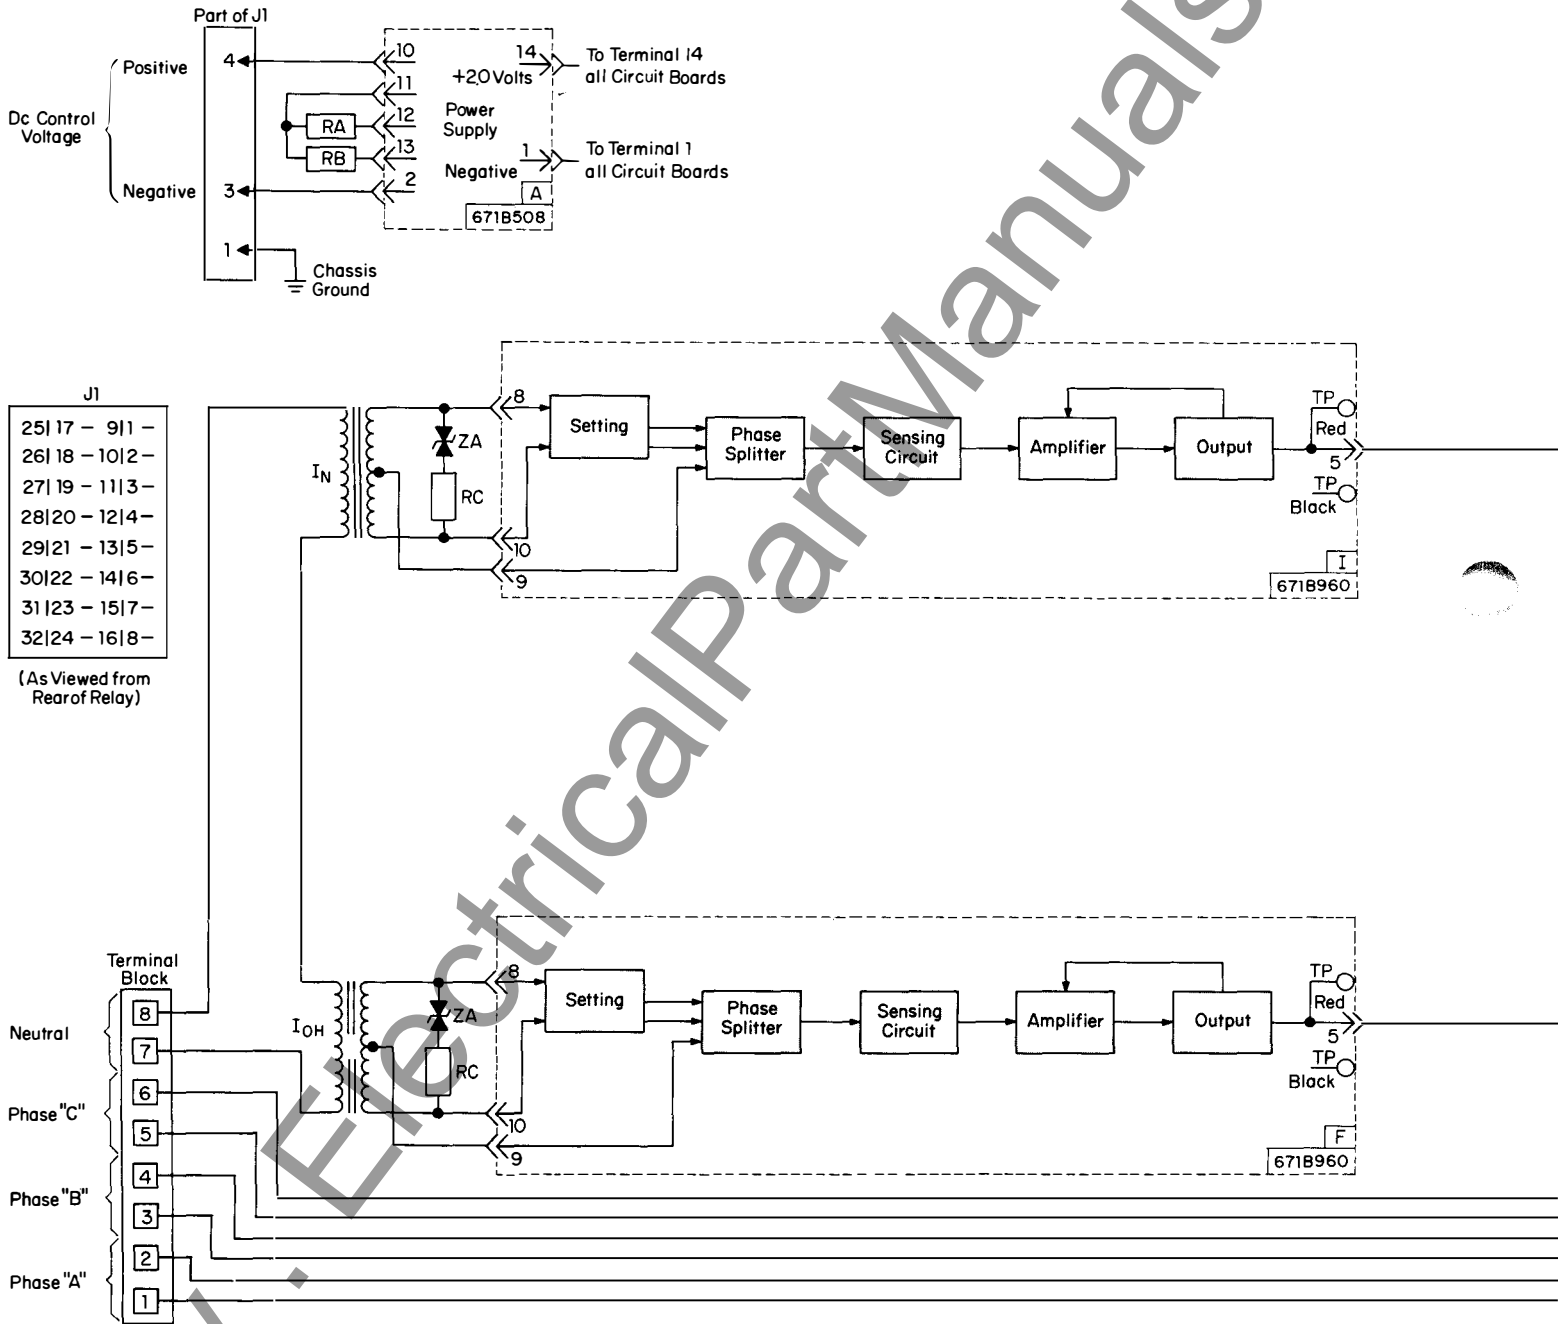 Part of J1
Dc Control
Voltage
Positive
Negative
4
3
1
Chassis
Ground
RA
RB
10
11
12
13
2
14
+20 Volts
Power
Supply
1
Negative
A
671B508
To Terminal 14
all Circuit Boards
To Terminal 1
all Circuit Boards
J1
25|17 – 9|1 –
26|18 – 10|2 –
27|19 – 11|3 –
28|20 – 12|4 –
29|21 – 13|5 –
30|22 – 14|6 –
31|23 – 15|7 –
32|24 – 16|8 –
(As Viewed from
Rear of Relay)
IN
ZA
RC
8
10
9
Setting
Phase
Splitter
Sensing
Circuit
Amplifier
Output
TP
Red
5
TP
Black
I
671B960
IOH
ZA
RC
8
10
9
Setting
Phase
Splitter
Sensing
Circuit
Amplifier
Output
TP
Red
5
TP
Black
F
671B960
Terminal
Block
Neutral
Phase "C"
Phase "B"
Phase "A"
8
7
6
5
4
3
2
1
. ElectricalPartManuals